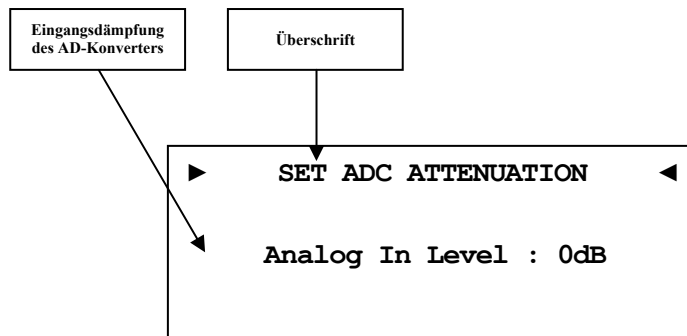 Eingangsdämpfung
des AD-Konverters
Überschrift
► SET ADC ATTENUATION ◄
Analog In Level : 0dB